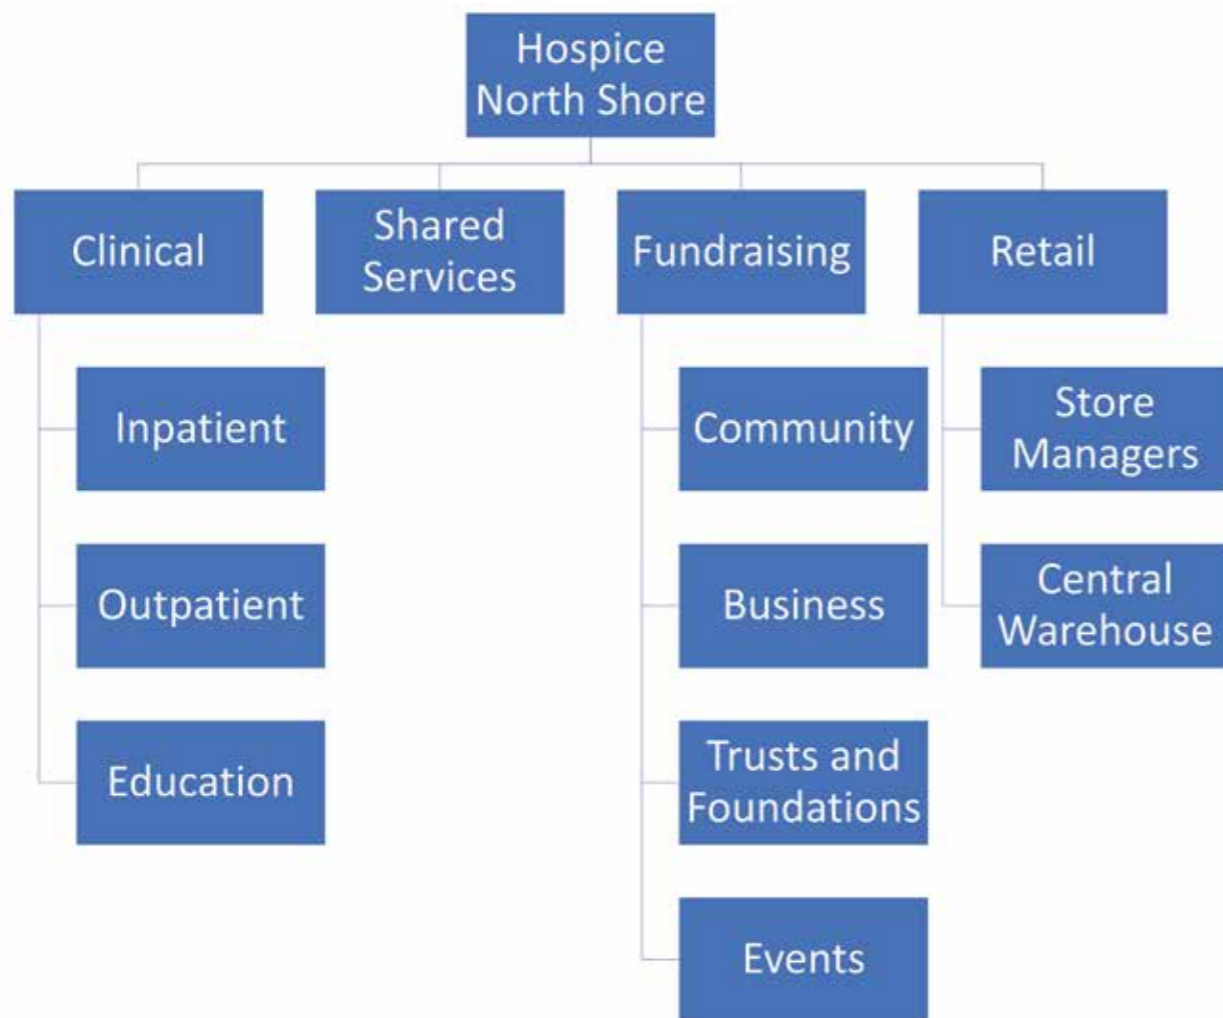 Hospice
North Shore
Clinical
Shared
Services
Fundraising
Retail
Inpatient
Outpatient
Education
Community
Business
Trusts and
Foundations
Events
Store
Managers
Central
Warehouse